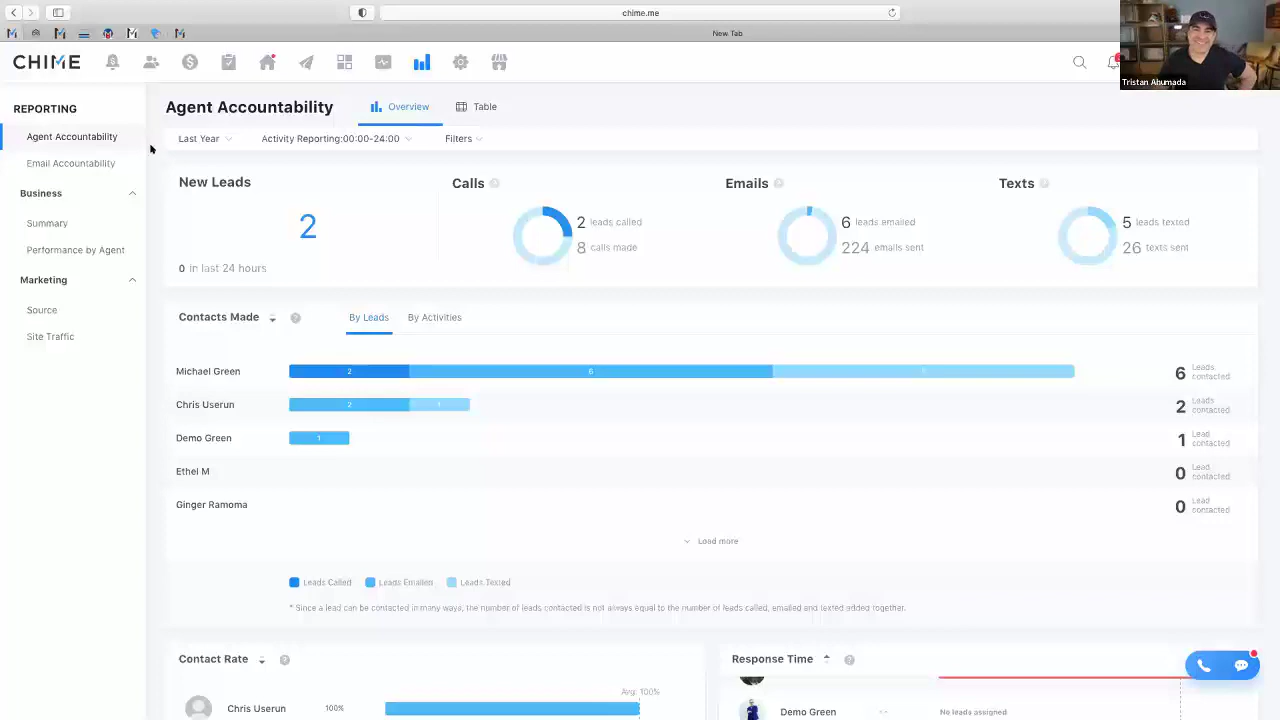 chime.me
New Tab
CHIME
Tristan Ahumada
REPORTING
Agent Accountability
Email Accountability
Business
Summary
Performance by Agent
Marketing
Source
Site Traffic
Agent Accountability
Overview
Table
Last Year
Activity Reporting:00:00-24:00
Filters
New Leads
2
0 in last 24 hours
Calls
2 leads called
8 calls made
Emails
6 leads emailed
224 emails sent
Texts
5 leads texted
26 texts sent
Contacts Made
By Leads
By Activities
Michael Green
2
6
5
6 Leads contacted
Chris Userun
2
1
2 Leads contacted
Demo Green
1
1 Lead contacted
Ethel M
0 Lead contacted
Ginger Ramoma
0 Lead contacted
Load more
Leads Called
Leads Emailed
Leads Texted
* Since a lead can be contacted in many ways, the number of leads contacted is not always equal to the number of leads called, emailed and texted added together.
Contact Rate
Avg: 100%
Chris Userun
100%
Response Time
Demo Green
--
No leads assigned